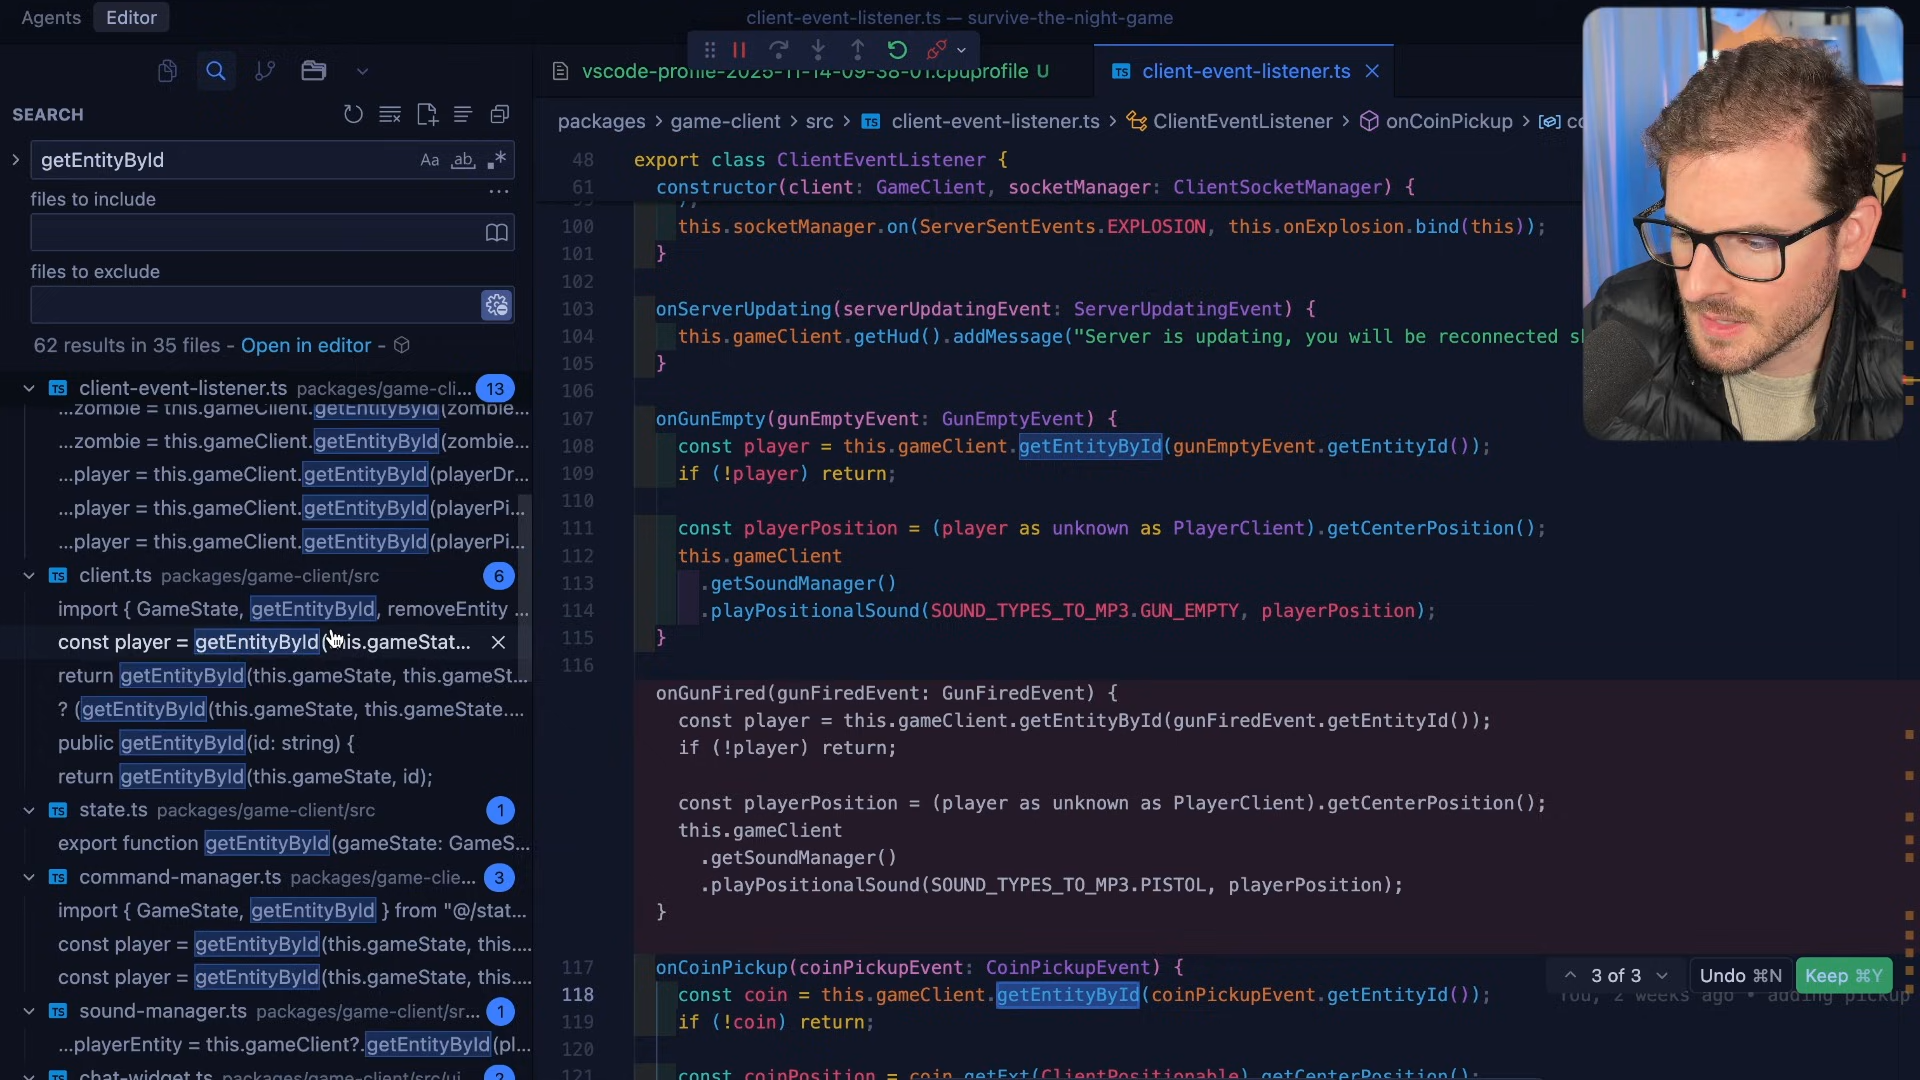 Agents Editor
client-event-listener.ts — survive-the-night-game
vscode-profile-2025-11-14-09-38-01.cpuprofile U
TS client-event-listener.ts
SEARCH
getEntityById
Aa ab
files to include
files to exclude
62 results in 35 files - Open in editor -
TS client-event-listener.ts packages/game-cli... 13
...zombie = this.gameClient.getEntityById(zombie...
...zombie = this.gameClient.getEntityById(zombie...
...player = this.gameClient.getEntityById(playerDr...
...player = this.gameClient.getEntityById(playerPi...
...player = this.gameClient.getEntityById(playerPi...
TS client.ts packages/game-client/src 6
import { GameState, getEntityById, removeEntity ...
const player = getEntityById(this.gameStat...
return getEntityById(this.gameState, this.gameSt...
? (getEntityById(this.gameState, this.gameState....
public getEntityById(id: string) {
return getEntityById(this.gameState, id);
TS state.ts packages/game-client/src 1
export function getEntityById(gameState: GameS...
TS command-manager.ts packages/game-clie... 3
import { GameState, getEntityById } from "@/stat...
const player = getEntityById(this.gameState, this....
const player = getEntityById(this.gameState, this....
TS sound-manager.ts packages/game-client/sr... 1
...playerEntity = this.gameClient?.getEntityById(pl...
TS chat-widget.ts packages/game-client/src/ui... 2
packages > game-client > src > TS client-event-listener.ts > ClientEventListener > onCoinPickup >
48 export class ClientEventListener {
61 constructor(client: GameClient, socketManager: ClientSocketManager) {
100 this.socketManager.on(ServerSentEvents.EXPLOSION, this.onExplosion.bind(this));
101 }
102
103 onServerUpdating(serverUpdatingEvent: ServerUpdatingEvent) {
104 this.gameClient.getHud().addMessage("Server is updating, you will be reconnected
105 }
106
107 onGunEmpty(gunEmptyEvent: GunEmptyEvent) {
108 const player = this.gameClient.getEntityById(gunEmptyEvent.getEntityId());
109 if (!player) return;
110
111 const playerPosition = (player as unknown as PlayerClient).getCenterPosition();
112 this.gameClient
113 .getSoundManager()
114 .playPositionalSound(SOUND_TYPES_TO_MP3.GUN_EMPTY, playerPosition);
115 }
116
onGunFired(gunFiredEvent: GunFiredEvent) {
const player = this.gameClient.getEntityById(gunFiredEvent.getEntityId());
if (!player) return;
const playerPosition = (player as unknown as PlayerClient).getCenterPosition();
this.gameClient
.getSoundManager()
.playPositionalSound(SOUND_TYPES_TO_MP3.PISTOL, playerPosition);
}
117 onCoinPickup(coinPickupEvent: CoinPickupEvent) {
3 of 3 Undo ⌘N Keep ⌘Y
118 const coin = this.gameClient.getEntityById(coinPickupEvent.getEntityId());
You, 2 weeks ago • adding pickup
119 if (!coin) return;
120
121 const coinPosition = coin.getExt(ClientPositionable).getCenterPosition();